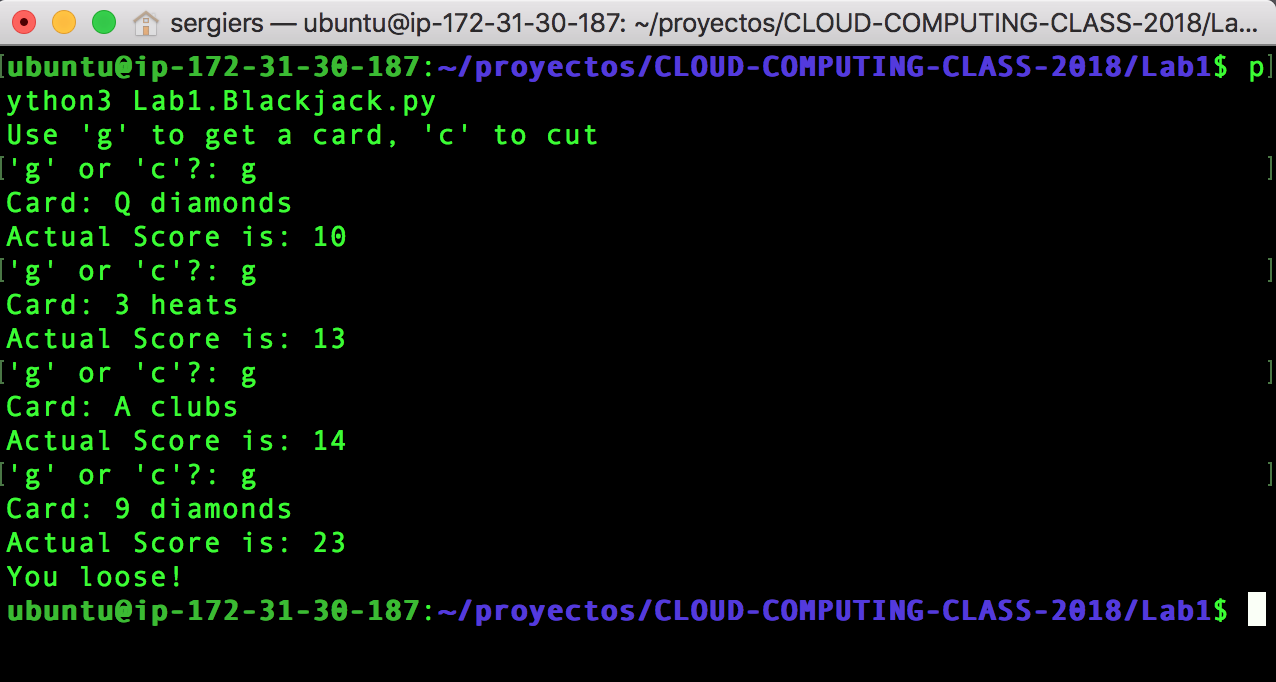 sergiers — ubuntu@ip-172-31-30-187: ~/proyectos/CLOUD-COMPUTING-CLASS-2018/La...
[ubuntu@ip-172-31-30-187:~/proyectos/CLOUD-COMPUTING-CLASS-2018/Lab1$ p]
ython3 Lab1.Blackjack.py
Use 'g' to get a card, 'c' to cut
['g' or 'c'?: g ]
Card: Q diamonds
Actual Score is: 10
['g' or 'c'?: g ]
Card: 3 heats
Actual Score is: 13
['g' or 'c'?: g ]
Card: A clubs
Actual Score is: 14
['g' or 'c'?: g ]
Card: 9 diamonds
Actual Score is: 23
You loose!
ubuntu@ip-172-31-30-187:~/proyectos/CLOUD-COMPUTING-CLASS-2018/Lab1$